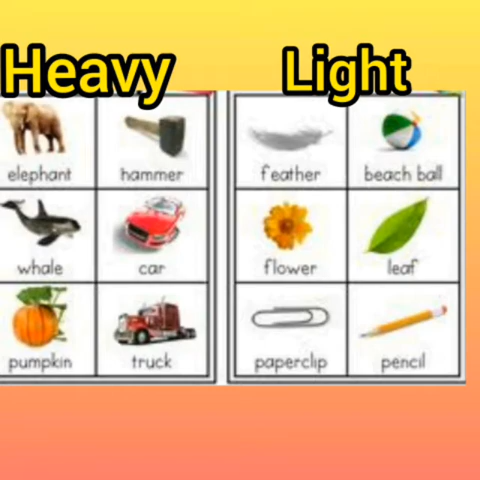 Heavy
Light
elephant
hammer
feather
beach ball
whale
car
flower
leaf
pumpkin
truck
paperclip
pencil